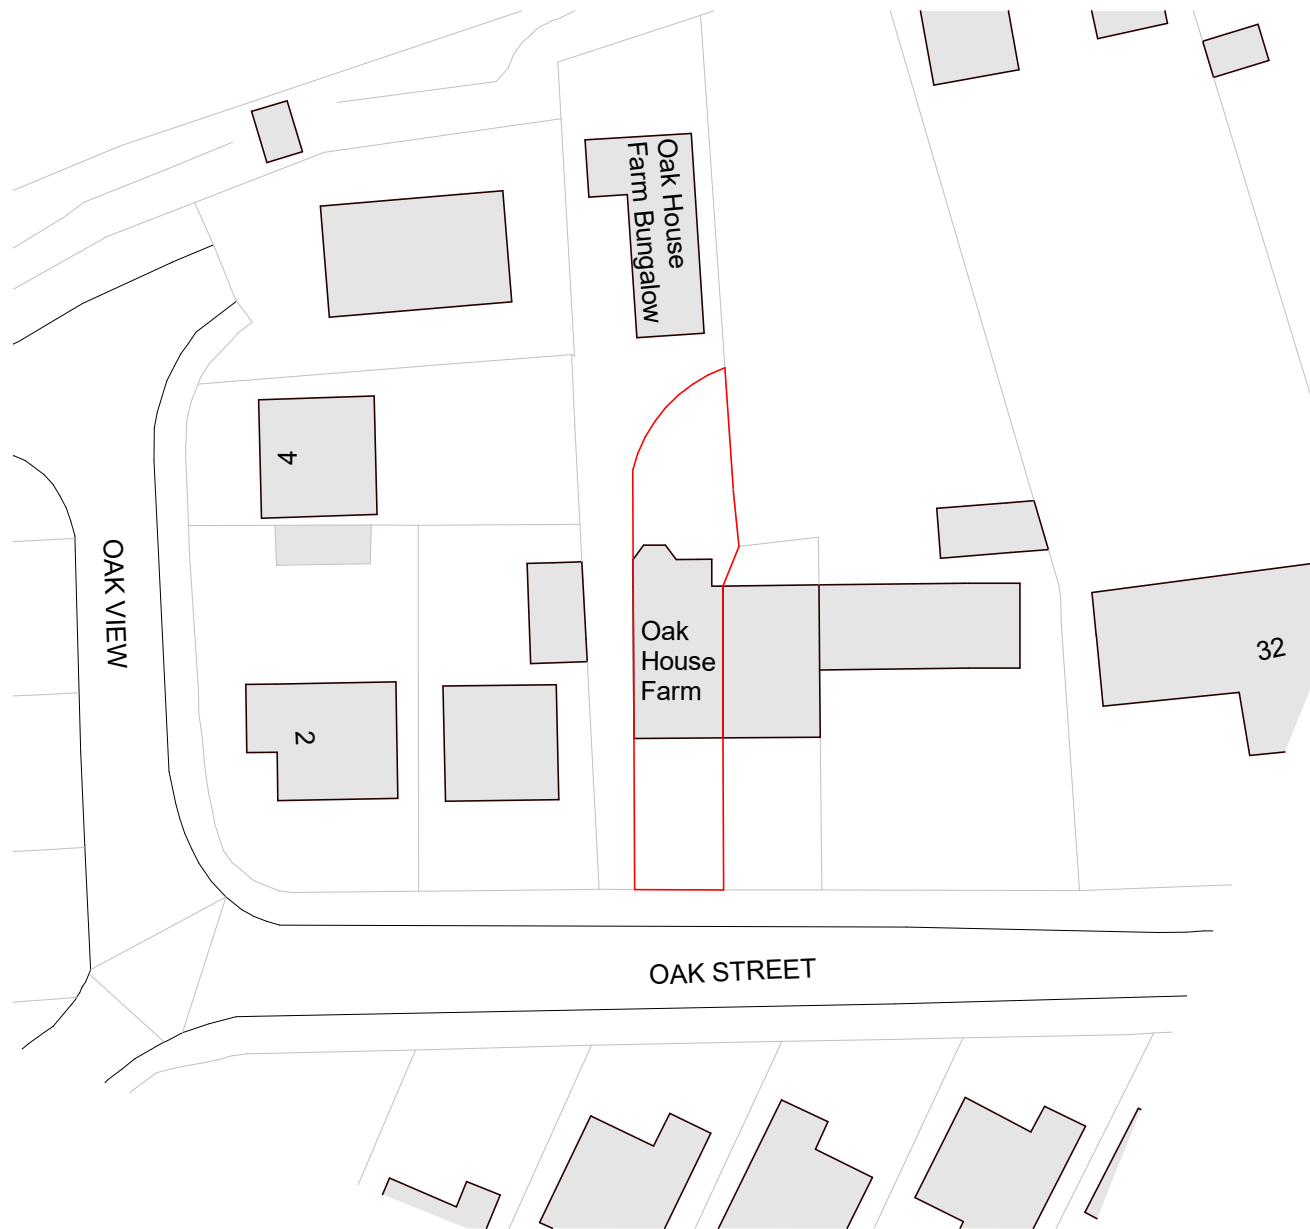 Oak House
Farm Bungalow
4
OAK VIEW
Oak
House
Farm
32
2
OAK STREET